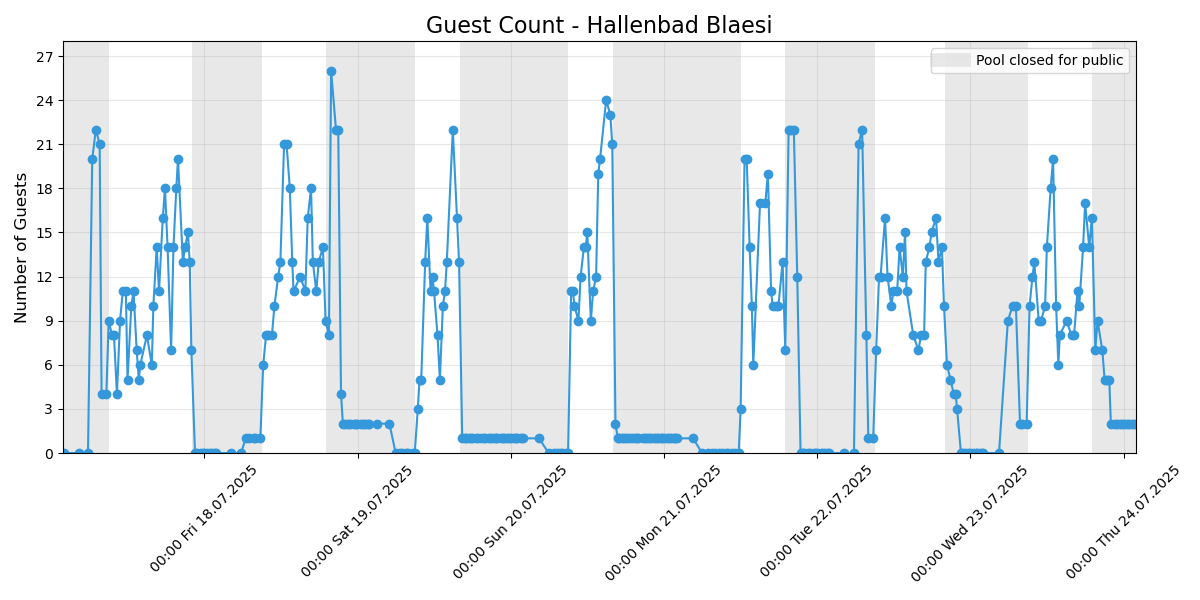 Guest Count - Hallenbad Blaesi
Pool closed for public
Number of Guests
27
24
21
18
15
12
9
6
3
0
00:00 Fri 18.07.2025
00:00 Sat 19.07.2025
00:00 Sun 20.07.2025
00:00 Mon 21.07.2025
00:00 Tue 22.07.2025
00:00 Wed 23.07.2025
00:00 Thu 24.07.2025